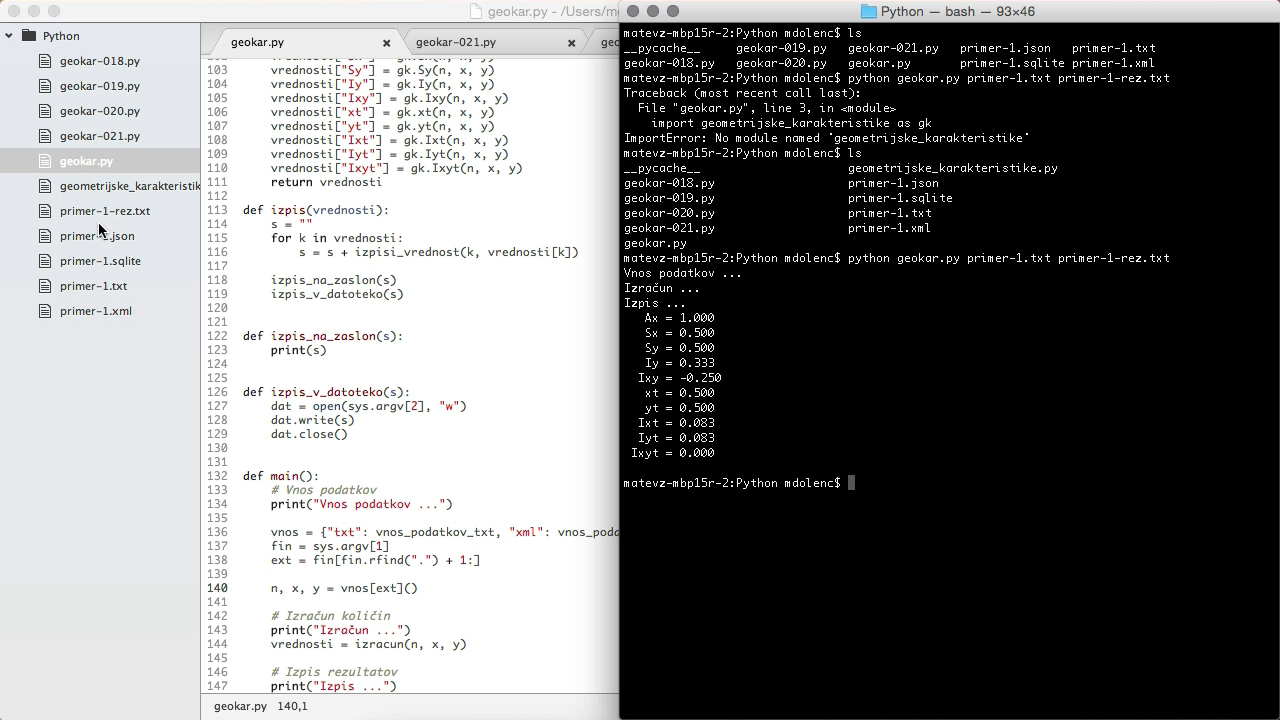 geokar.py - /Users/m
Python
geokar-018.py
geokar-019.py
geokar-020.py
geokar-021.py
geokar.py
geometrijske_karakteristik
primer-1-rez.txt
primer-1.json
primer-1.sqlite
primer-1.txt
primer-1.xml
geokar.py
geokar-021.py
103 vrednosti["Sy"] = gk.Sy(n, x, y)
104 vrednosti["Iy"] = gk.Iy(n, x, y)
105 vrednosti["Ixy"] = gk.Ixy(n, x, y)
106 vrednosti["xt"] = gk.xt(n, x, y)
107 vrednosti["yt"] = gk.yt(n, x, y)
108 vrednosti["Ixt"] = gk.Ixt(n, x, y)
109 vrednosti["Iyt"] = gk.Iyt(n, x, y)
110 vrednosti["Ixyt"] = gk.Ixyt(n, x, y)
111 return vrednosti
112
113 def izpis(vrednosti):
114 s = ""
115 for k in vrednosti:
116 s = s + izpisi_vrednost(k, vrednosti[k])
117
118 izpis_na_zaslon(s)
119 izpis_v_datoteko(s)
120
121
122 def izpis_na_zaslon(s):
123 print(s)
124
125
126 def izpis_v_datoteko(s):
127 dat = open(sys.argv[2], "w")
128 dat.write(s)
129 dat.close()
130
131
132 def main():
133 # Vnos podatkov
134 print("Vnos podatkov ...")
135
136 vnos = {"txt": vnos_podatkov_txt, "xml": vnos_poda
137 fin = sys.argv[1]
138 ext = fin[fin.rfind(".") + 1:]
139
140 n, x, y = vnos[ext]()
141
142 # Izračun količin
143 print("Izračun ...")
144 vrednosti = izracun(n, x, y)
145
146 # Izpis rezultatov
147 print("Izpis ...")
geokar.py 140,1
Python — bash — 93×46
matevz-mbp15r-2:Python mdolenc$ ls
__pycache__ geokar-019.py geokar-021.py primer-1.json primer-1.txt
geokar-018.py geokar-020.py geokar.py primer-1.sqlite primer-1.xml
matevz-mbp15r-2:Python mdolenc$ python geokar.py primer-1.txt primer-1-rez.txt
Traceback (most recent call last):
File "geokar.py", line 3, in <module>
import geometrijske_karakteristike as gk
ImportError: No module named 'geometrijske_karakteristike'
matevz-mbp15r-2:Python mdolenc$ ls
__pycache__ geometrijske_karakteristike.py
geokar-018.py primer-1.json
geokar-019.py primer-1.sqlite
geokar-020.py primer-1.txt
geokar-021.py primer-1.xml
geokar.py
matevz-mbp15r-2:Python mdolenc$ python geokar.py primer-1.txt primer-1-rez.txt
Vnos podatkov ...
Izračun ...
Izpis ...
Ax = 1.000
Sx = 0.500
Sy = 0.500
Iy = 0.333
Ixy = -0.250
xt = 0.500
yt = 0.500
Ixt = 0.083
Iyt = 0.083
Ixyt = 0.000
matevz-mbp15r-2:Python mdolenc$